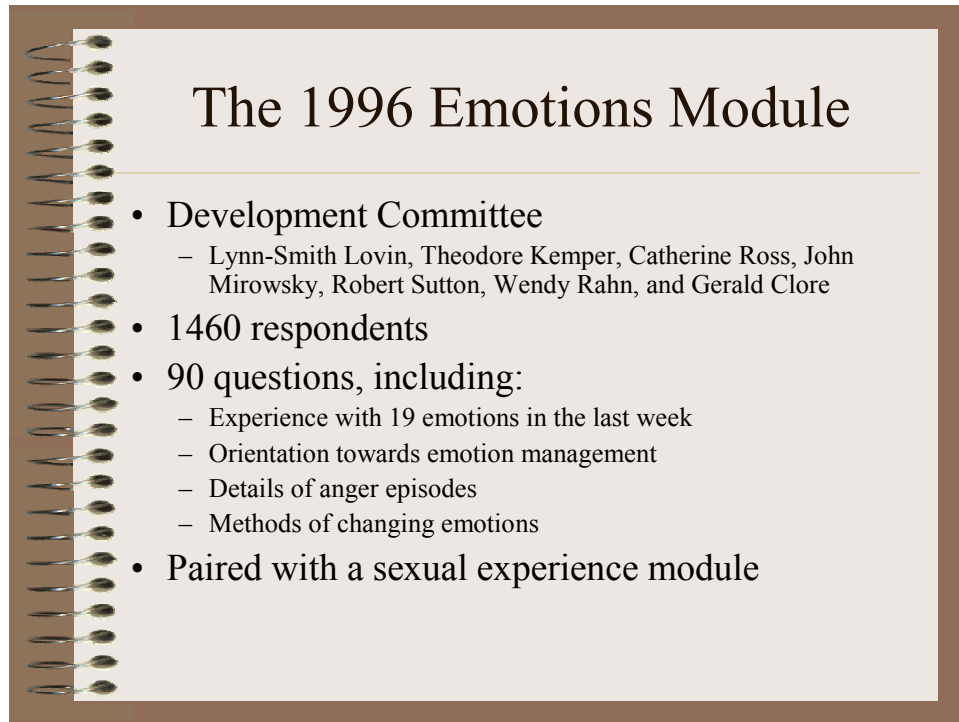 The 1996 Emotions Module
• Development Committee
– Lynn-Smith Lovin, Theodore Kemper, Catherine Ross, John
Mirowsky, Robert Sutton, Wendy Rahn, and Gerald Clore
• 1460 respondents
• 90 questions, including:
– Experience with 19 emotions in the last week
– Orientation towards emotion management
– Details of anger episodes
– Methods of changing emotions
• Paired with a sexual experience module